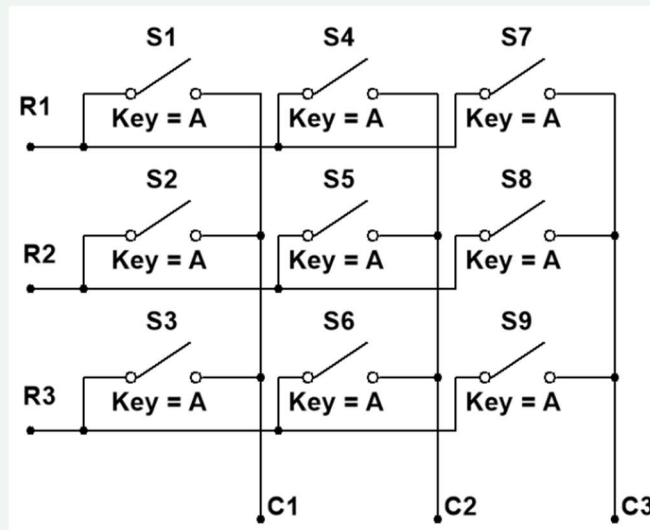 S1 S4 S7
R1
Key = A Key = A Key = A
S2 S5 S8
R2
Key = A Key = A Key = A
S3 S6 S9
R3
Key = A Key = A Key = A
C1 C2 C3